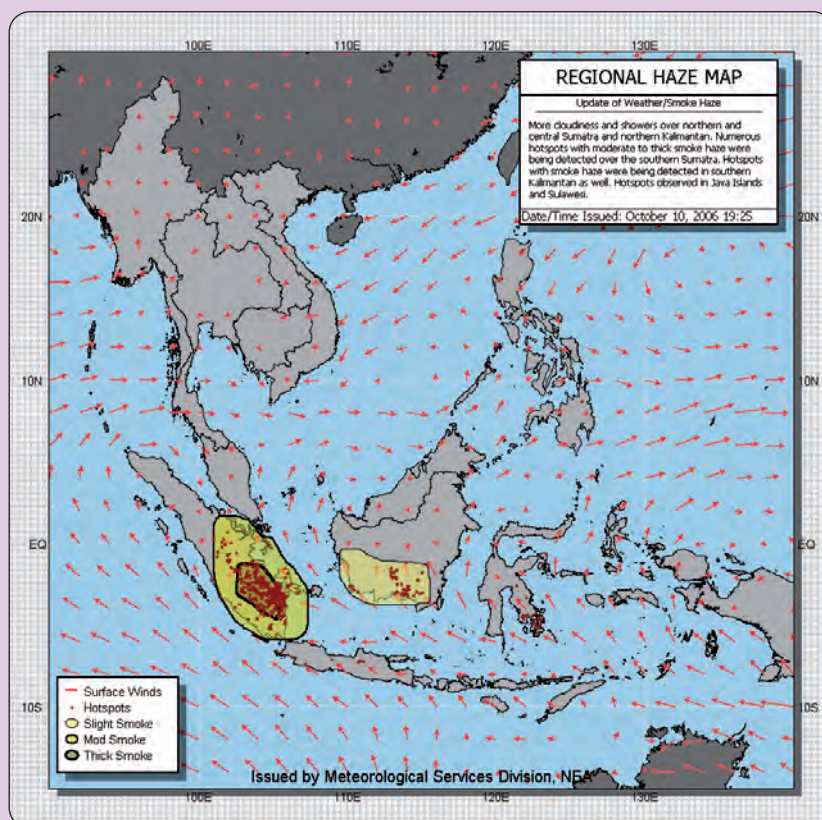 100E 110E 120E 130E
REGIONAL HAZE MAP
Update of Weather/Smoke Haze
More cloudiness and showers over northern and
central Sumatra and northern Kalimantan. Numerous
hotspots with moderate to thick smoke haze were
being detected over the southern Sumatra. Hotspots
with smoke haze were being detected in southern
Kalimantan as well. Hotspots observed in Java Islands
and Sulawesi.
Date/Time Issued: October 10, 2006 19:25
20N 20N
10N 10N
EQ EQ
10S 10S
Surface Winds
Hotspots
Slight Smoke
Mod Smoke
Thick Smoke
Issued by Meteorological Services Division, NEA
100E 110E 120E 130E